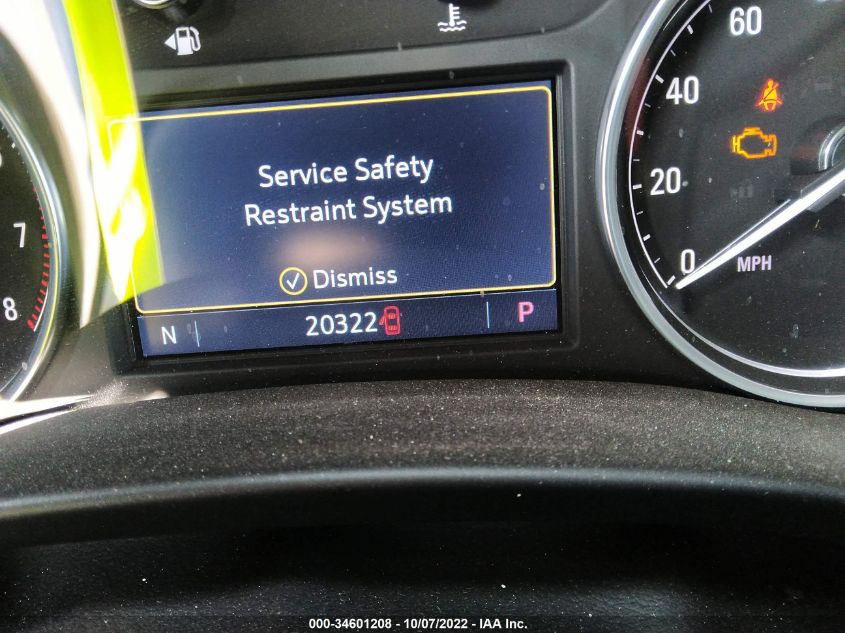 60
40
20
0
MPH
7
8
Service Safety
Restraint System
Dismiss
N
20322
P
000-34601208 - 10/07/2022 - IAA Inc.